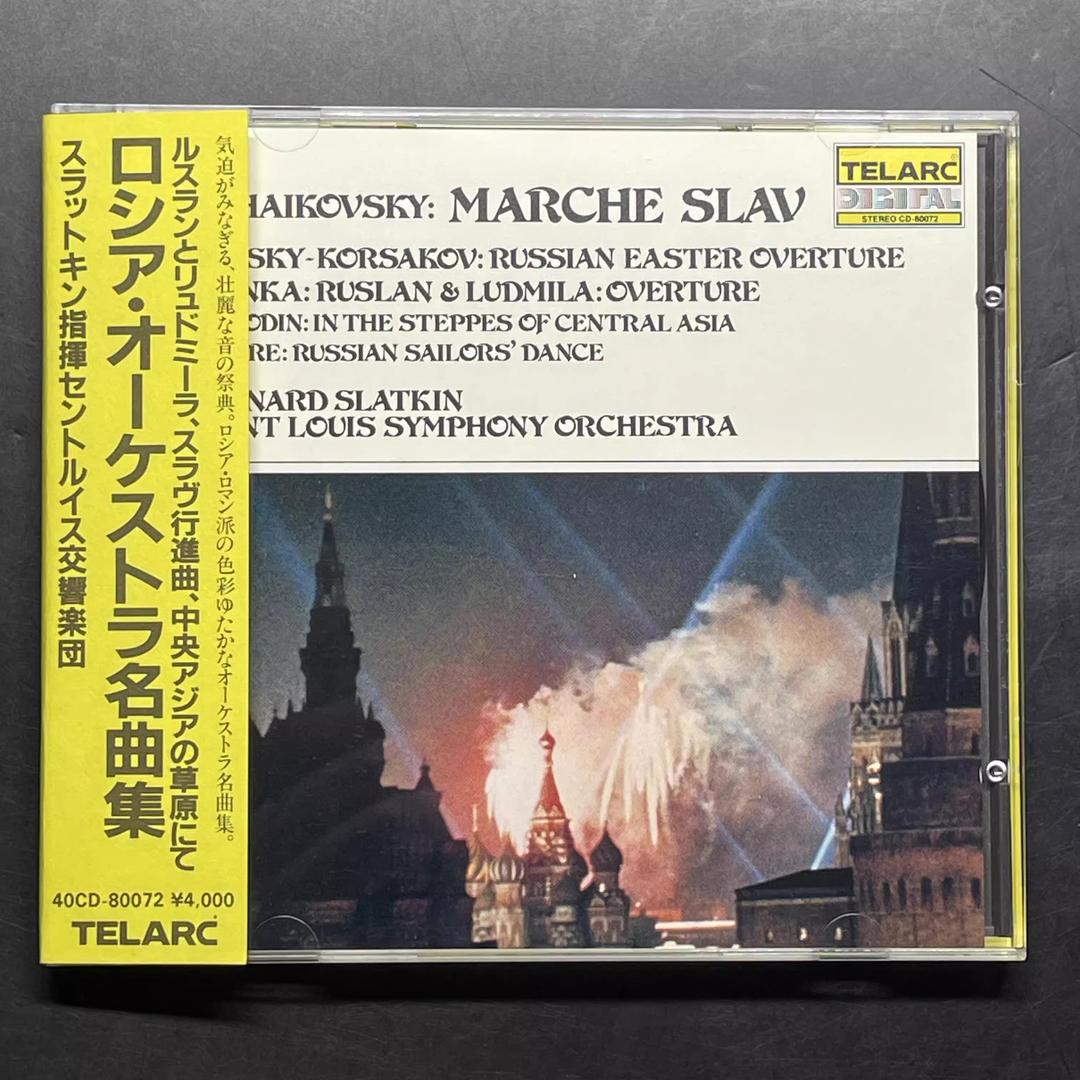 気迫がみなぎる、壮麗な音の祭典。ロシア・ロマン派の色彩ゆたかなオーケストラ名曲集。
ルスランとリュドミーラ、スラヴ行進曲、中央アジアの草原にて
ロシア・オーケストラ名曲集
スラットキン指揮セントルイス交響楽団
40CD-80072 ¥4,000
TELARC
HAIKOVSKY: MARCHE SLAV
SKY-KORSAKOV: RUSSIAN EASTER OVERTURE
NKA: RUSLAN & LUDMILA: OVERTURE
ODIN: IN THE STEPPES OF CENTRAL ASIA
RE: RUSSIAN SAILORS' DANCE
NARD SLATKIN
NT LOUIS SYMPHONY ORCHESTRA
TELARC®
DIGITAL
STEREO CD-80072